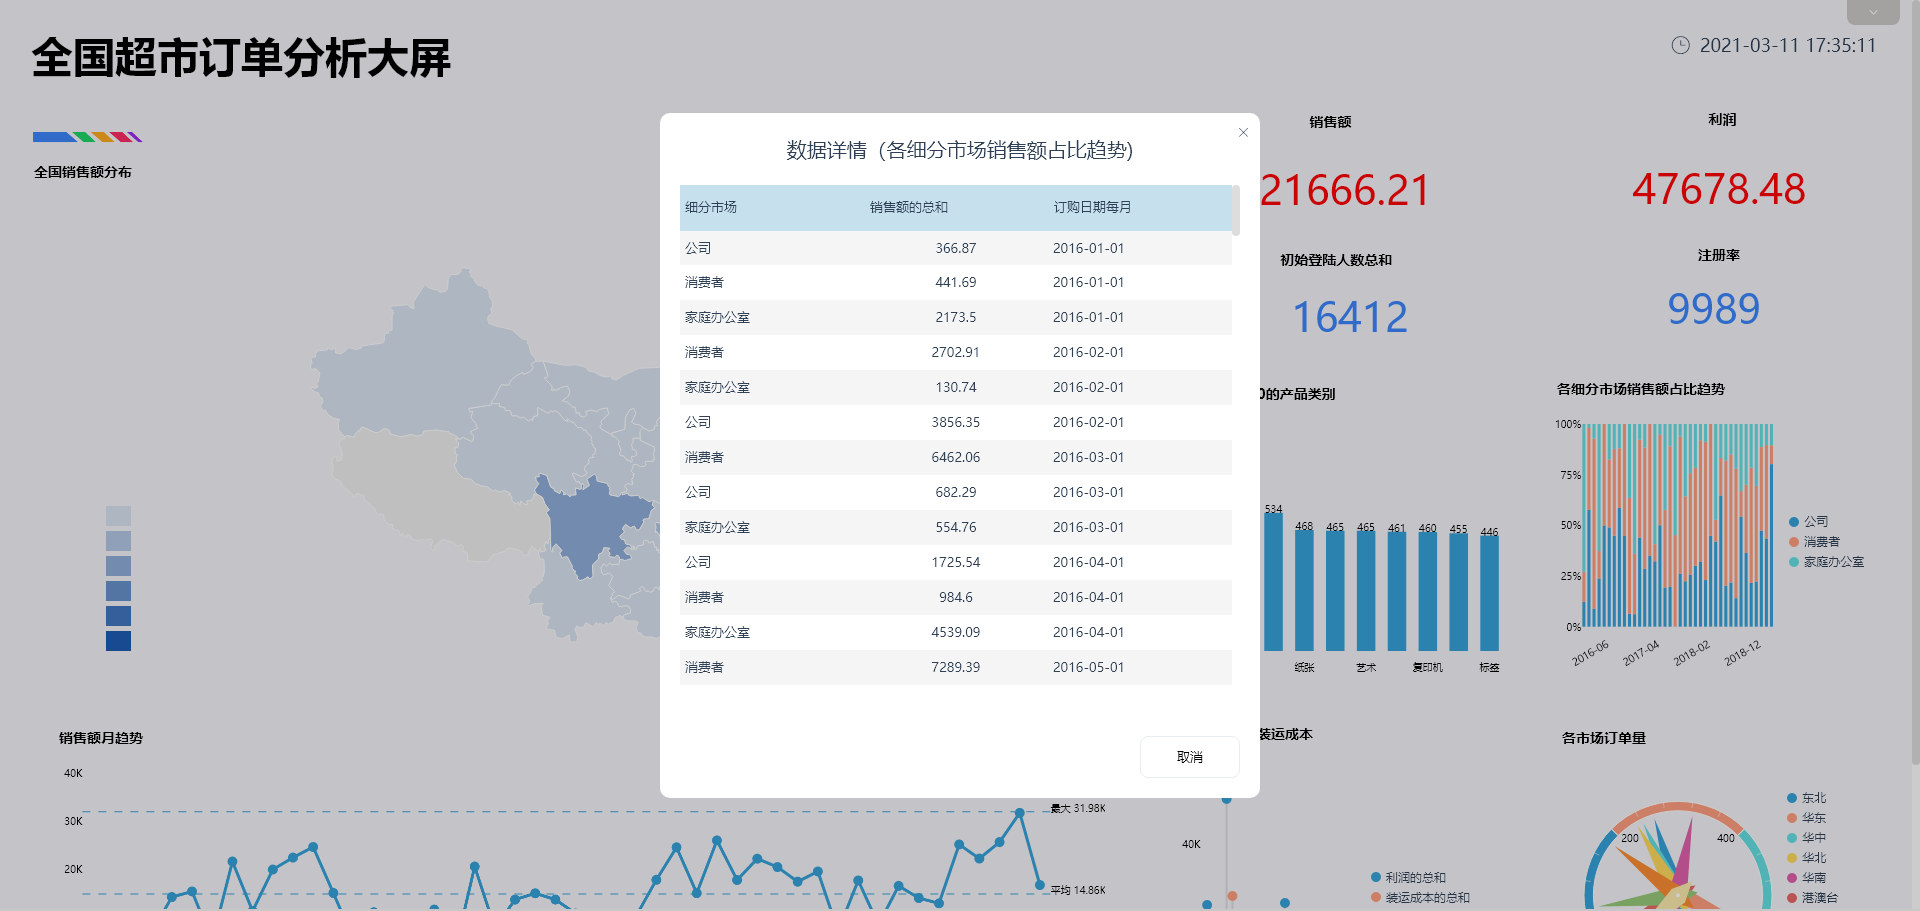 全国超市订单分析大屏
2021-03-11 17:35:11
全国销售额分布
销售额
21666.21
利润
47678.48
初始登陆人数总和
16412
注册率
9989
数据详情（各细分市场销售额占比趋势)
细分市场 销售额的总和 订购日期每月
公司 366.87 2016-01-01
消费者 441.69 2016-01-01
家庭办公室 2173.5 2016-01-01
消费者 2702.91 2016-02-01
家庭办公室 130.74 2016-02-01
公司 3856.35 2016-02-01
消费者 6462.06 2016-03-01
公司 682.29 2016-03-01
家庭办公室 554.76 2016-03-01
公司 1725.54 2016-04-01
消费者 984.6 2016-04-01
家庭办公室 4539.09 2016-04-01
消费者 7289.39 2016-05-01
取消
0的产品类别
534 468 465 465 461 460 455 446
纸张 艺术 复印机 标签
各细分市场销售额占比趋势
100%
75%
50%
25%
0%
2016-06 2017-04 2018-02 2018-12
公司
消费者
家庭办公室
销售额月趋势
40K
30K
20K
最大 31.98K
平均 14.86K
装运成本
40K
利润的总和
装运成本的总和
各市场订单量
200 400
东北
华东
华中
华北
华南
港澳台